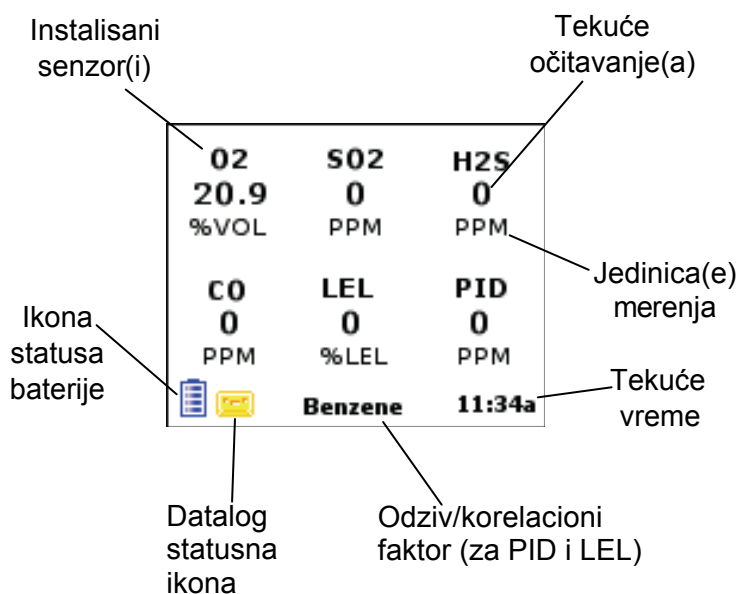 Instalisani
senzor(i)
Tekuće
očitavanje(a)
O2 SO2 H2S
20.9 0 0
%VOL PPM PPM
CO LEL PID
0 0 0
PPM %LEL PPM
Benzene 11:34a
Jedinica(e)
merenja
Ikona
statusa
baterije
Tekuće
vreme
Datalog
statusna
ikona
Odziv/korelacioni
faktor (za PID i LEL)